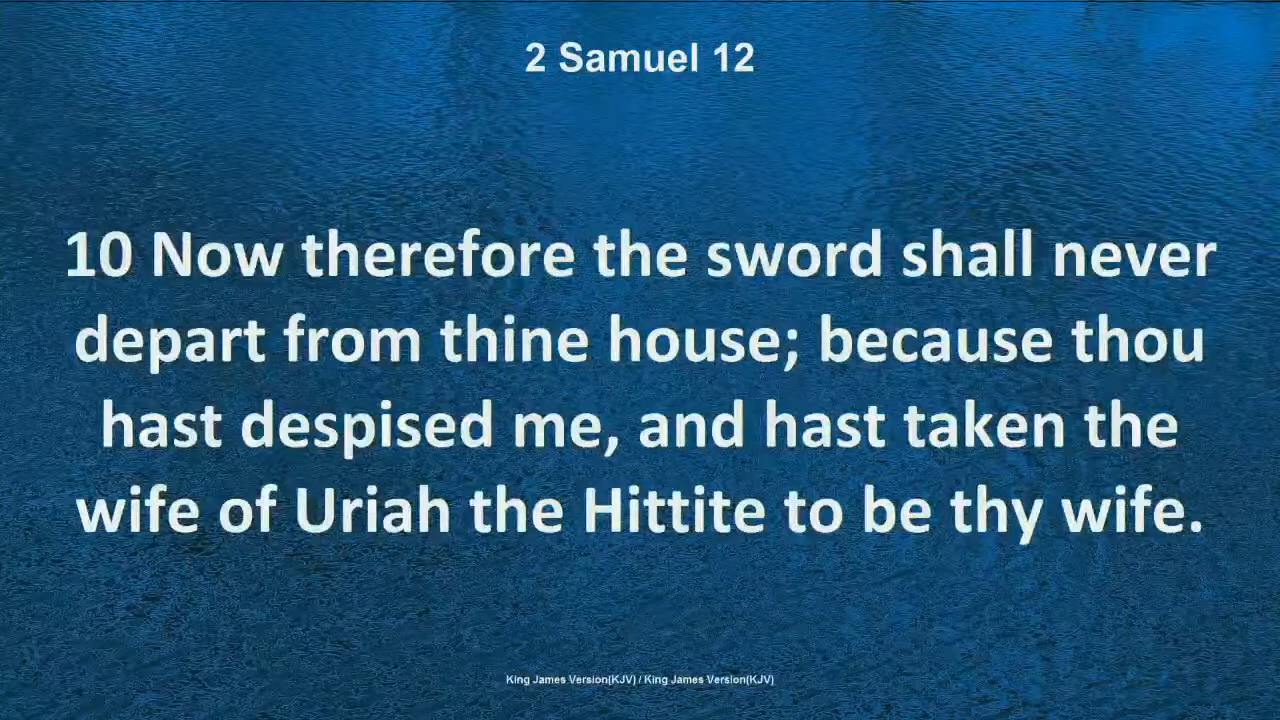 2 Samuel 12
10 Now therefore the sword shall never
depart from thine house; because thou
hast despised me, and hast taken the
wife of Uriah the Hittite to be thy wife.
King James Version(KJV) / King James Version(KJV)